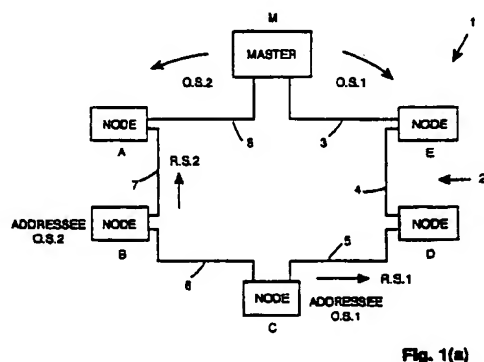 M
1
MASTER
O.S.2
O.S.1
NODE
NODE
A
8
3
E
7
R.S.2
4
2
ADDRESSEE
O.S.2
NODE
NODE
B
5
D
6
R.S.1
NODE
ADDRESSEE
O.S.1
C
Fig. 1(a)